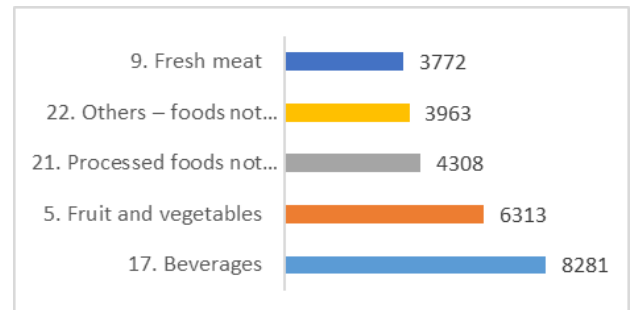 9. Fresh meat 3772
22. Others – foods not... 3963
21. Processed foods not... 4308
5. Fruit and vegetables 6313
17. Beverages 8281